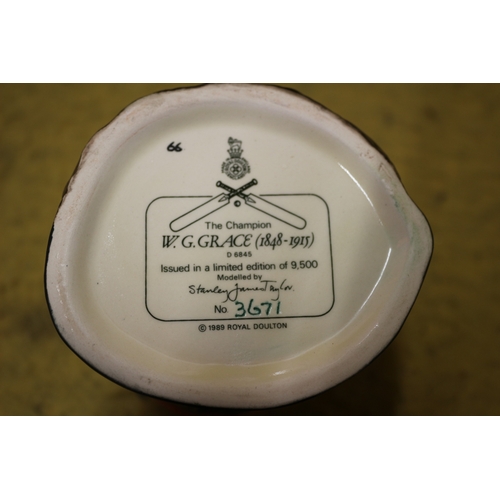 66
The Champion
W. G. GRACE (1848-1915)
D 6845
Issued in a limited edition of 9,500
Modelled by
Stanley James Taylor.
No. 3671
© 1989 ROYAL DOULTON